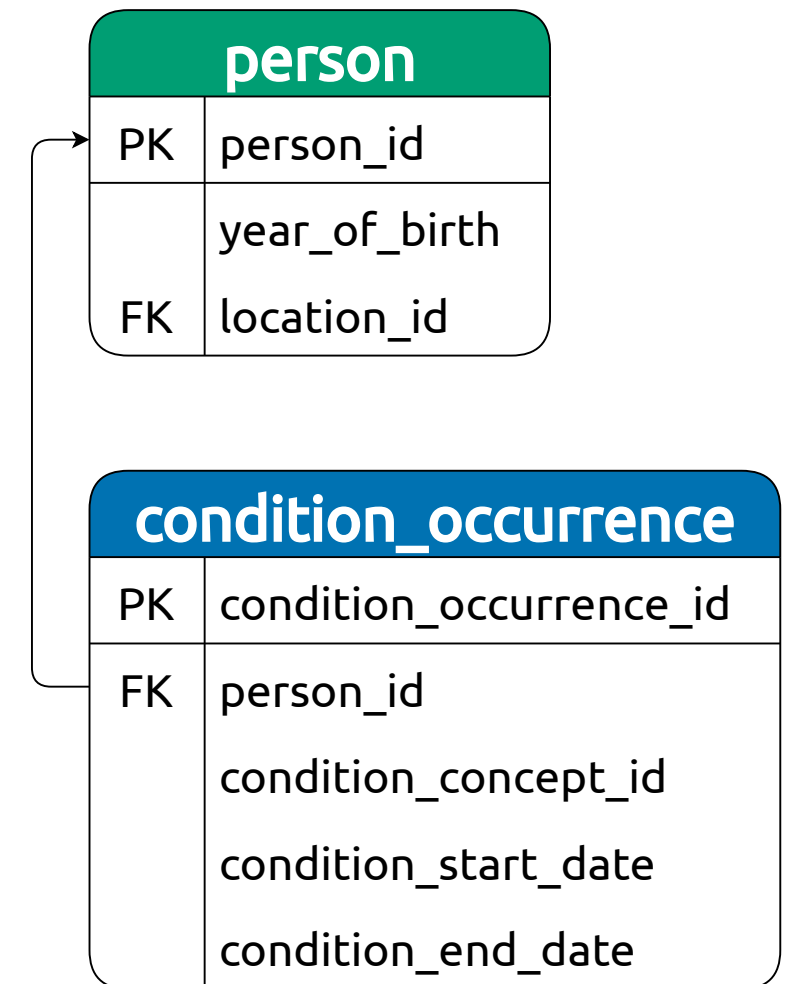 person
PK person_id
year_of_birth
FK location_id
condition_occurrence
PK condition_occurrence_id
FK person_id
condition_concept_id
condition_start_date
condition_end_date